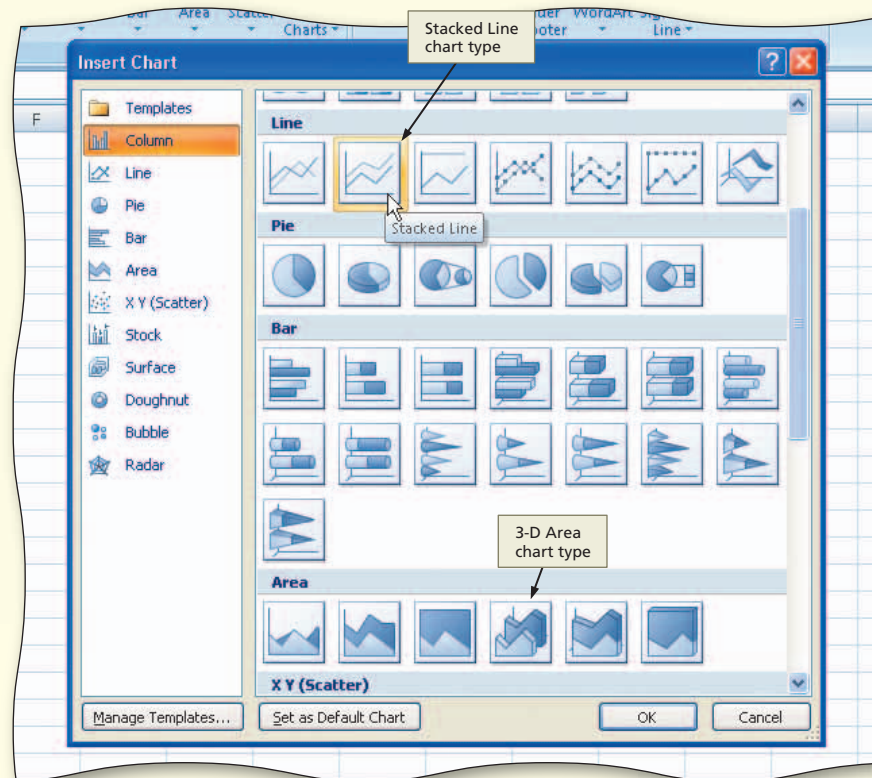 Bar Area
Charts
WordArt
Line
Stacked Line
chart type
Insert Chart
F
Templates
Column
Line
Pie
Bar
Area
X Y (Scatter)
Stock
Surface
Doughnut
Bubble
Radar
Line
Stacked Line
Pie
Bar
3-D Area
chart type
Area
X Y (Scatter)
Manage Templates...
Set as Default Chart
OK
Cancel